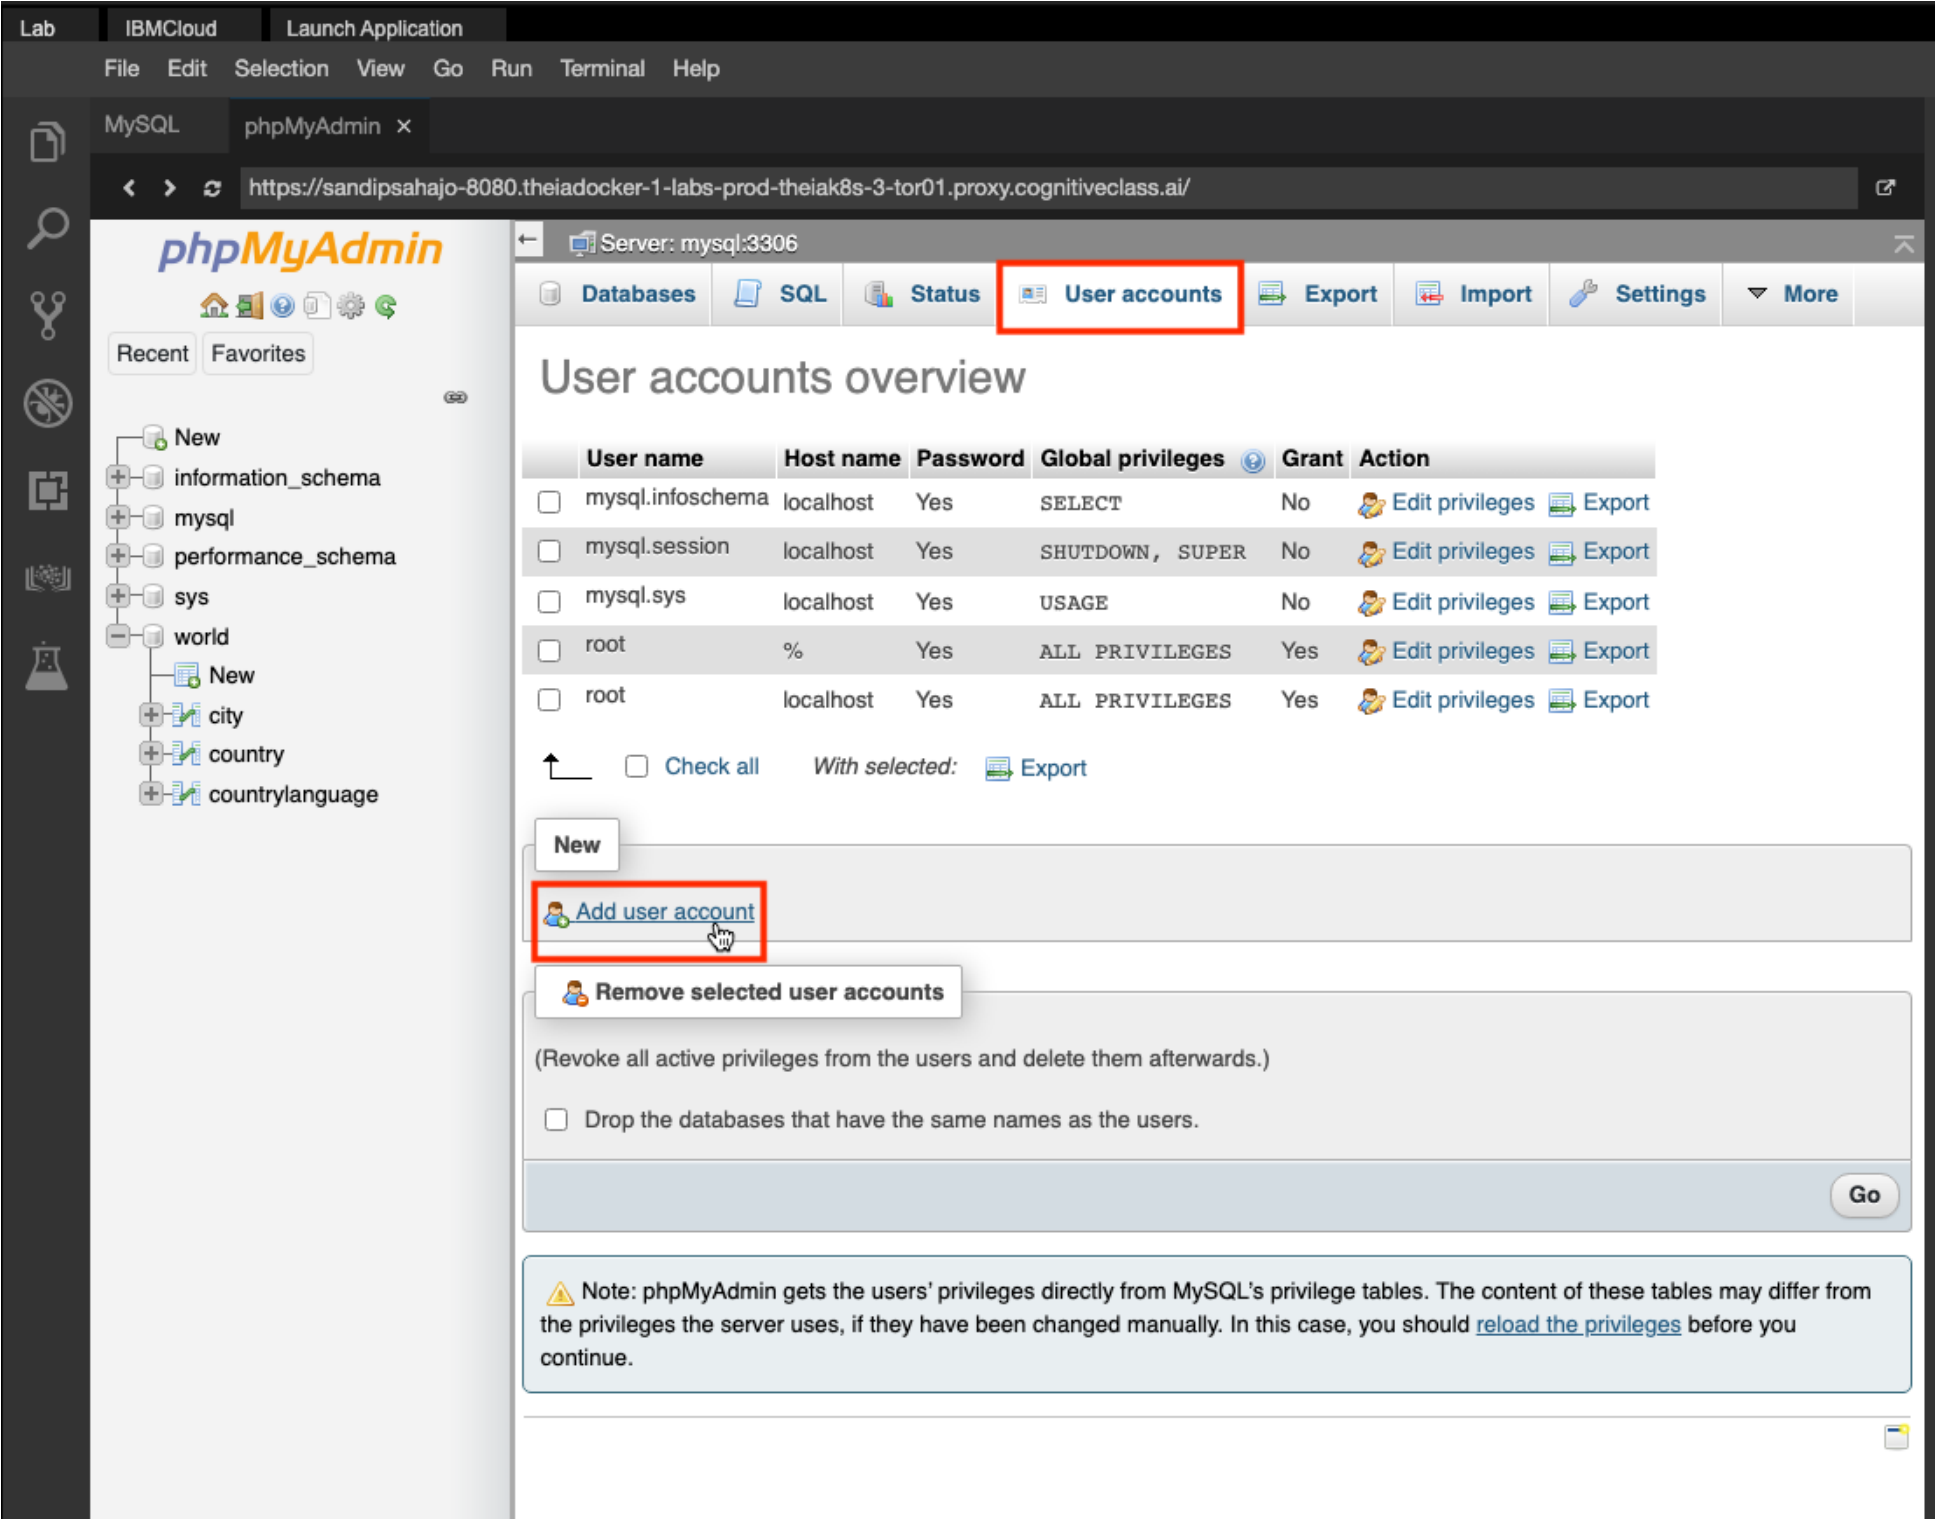 Lab IBMCloud Launch Application
File Edit Selection View Go Run Terminal Help
MySQL phpMyAdmin ×
https://sandipsahajo-8080.theiadocker-1-labs-prod-theiak8s-3-tor01.proxy.cognitiveclass.ai/
phpMyAdmin
Recent Favorites
New
information_schema
mysql
performance_schema
sys
world
New
city
country
countrylanguage
Server: mysql:3306
Databases SQL Status User accounts Export Import Settings More
User accounts overview
User name Host name Password Global privileges Grant Action
mysql.infoschema localhost Yes SELECT No Edit privileges Export
mysql.session localhost Yes SHUTDOWN, SUPER No Edit privileges Export
mysql.sys localhost Yes USAGE No Edit privileges Export
root % Yes ALL PRIVILEGES Yes Edit privileges Export
root localhost Yes ALL PRIVILEGES Yes Edit privileges Export
Check all With selected: Export
New
Add user account
Remove selected user accounts
(Revoke all active privileges from the users and delete them afterwards.)
Drop the databases that have the same names as the users.
Go
Note: phpMyAdmin gets the users' privileges directly from MySQL's privilege tables. The content of these tables may differ from
the privileges the server uses, if they have been changed manually. In this case, you should reload the privileges before you
continue.